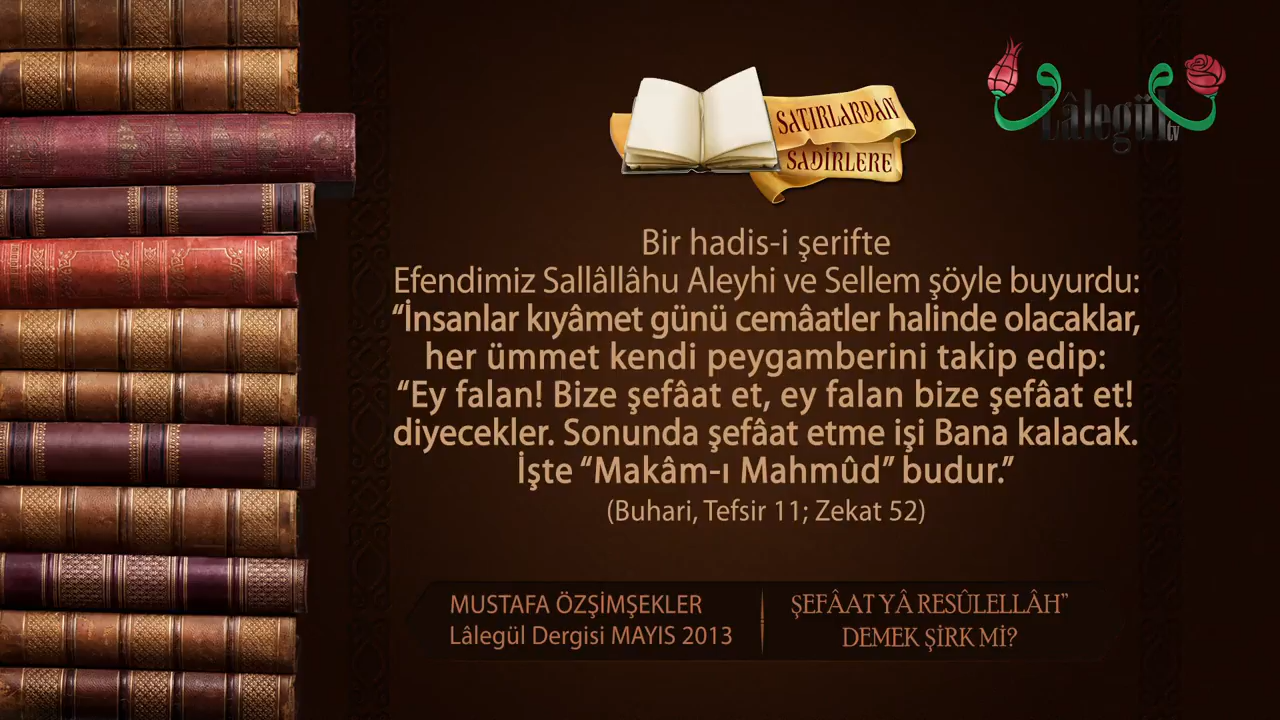 SATIRLARDAN
SADIRLERE
Lâlegül tv
Bir hadis-i şerifte
Efendimiz Sallâllâhu Aleyhi ve Sellem şöyle buyurdu:
“İnsanlar kıyâmet günü cemâatler halinde olacaklar,
her ümmet kendi peygamberini takip edip:
“Ey falan! Bize şefâat et, ey falan bize şefâat et!
diyecekler. Sonunda şefâat etme işi Bana kalacak.
İşte “Makâm-ı Mahmûd” budur.”
(Buhari, Tefsir 11; Zekat 52)
MUSTAFA ÖZŞİMŞEKLER
Lâlegül Dergisi MAYIS 2013
ŞEFÂAT YÂ RESÛLELLÂH”
DEMEK ŞİRK Mİ?